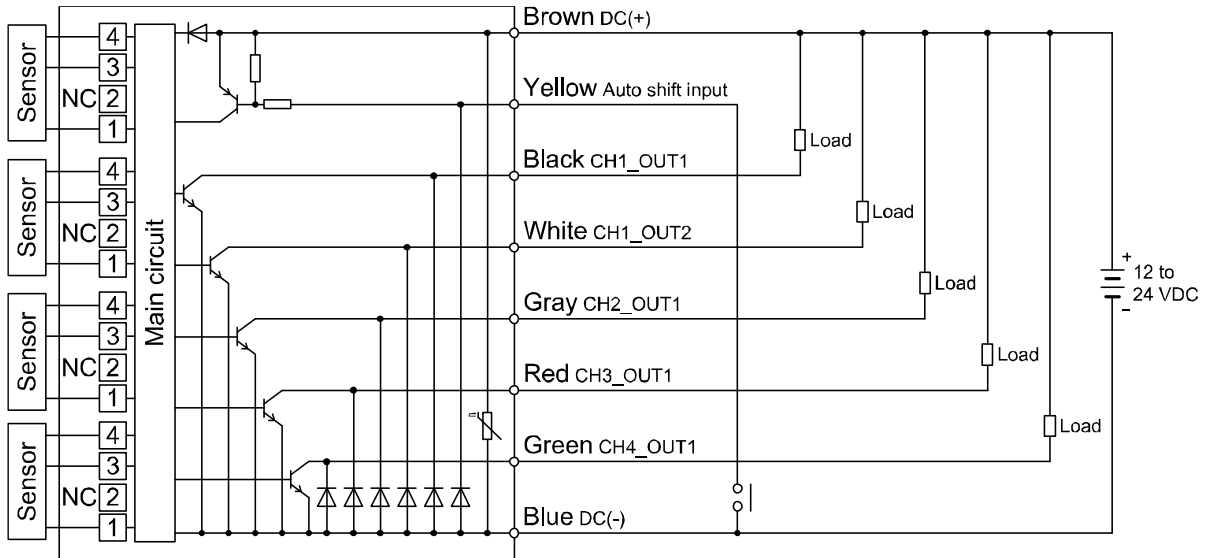 Brown DC(+)
Yellow Auto shift input
Black CH1_OUT1
White CH1_OUT2
Gray CH2_OUT1
Red CH3_OUT1
Green CH4_OUT1
Blue DC(-)
Sensor
4
3
NC 2
1
Sensor
4
3
NC 2
1
Sensor
4
3
NC 2
1
Sensor
4
3
NC 2
1
Main circuit
Load
Load
Load
Load
Load
+
12 to
24 VDC
-